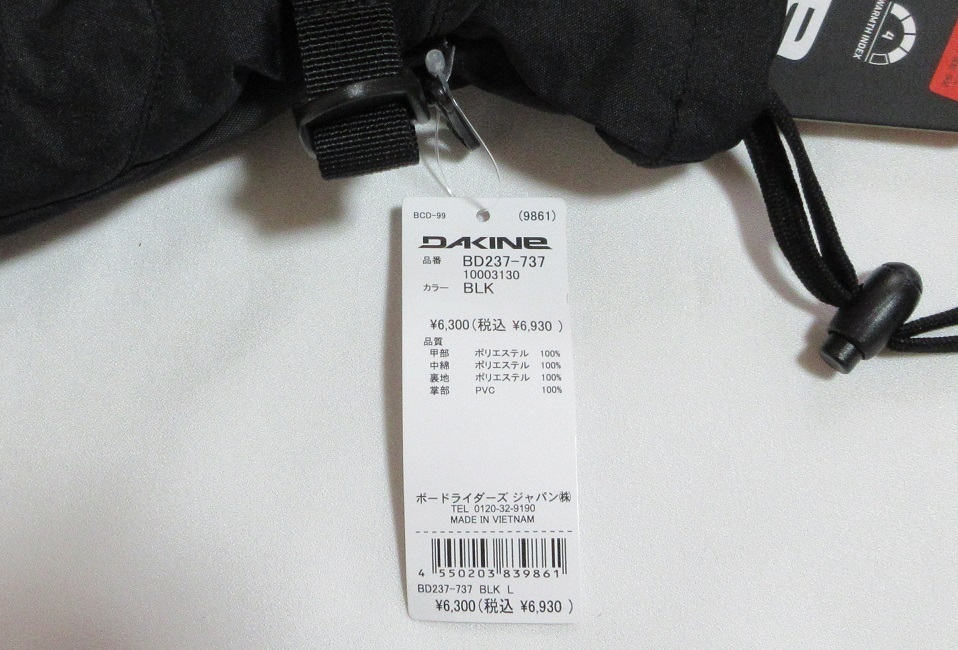 e
4
WARMTH INDEX
BCD-99 (9861)
DAKINE
品番 BD237-737
10003130
カラー BLK
¥6,300(税込 ¥6,930 )
品質
甲部 ポリエステル 100%
中綿 ポリエステル 100%
裏地 ポリエステル 100%
掌部 PVC 100%
ボードライダーズ ジャパン㈱
TEL 0120-32-9190
MADE IN VIETNAM
4 550203 839861
BD237-737 BLK L
¥6,300(税込 ¥6,930 )